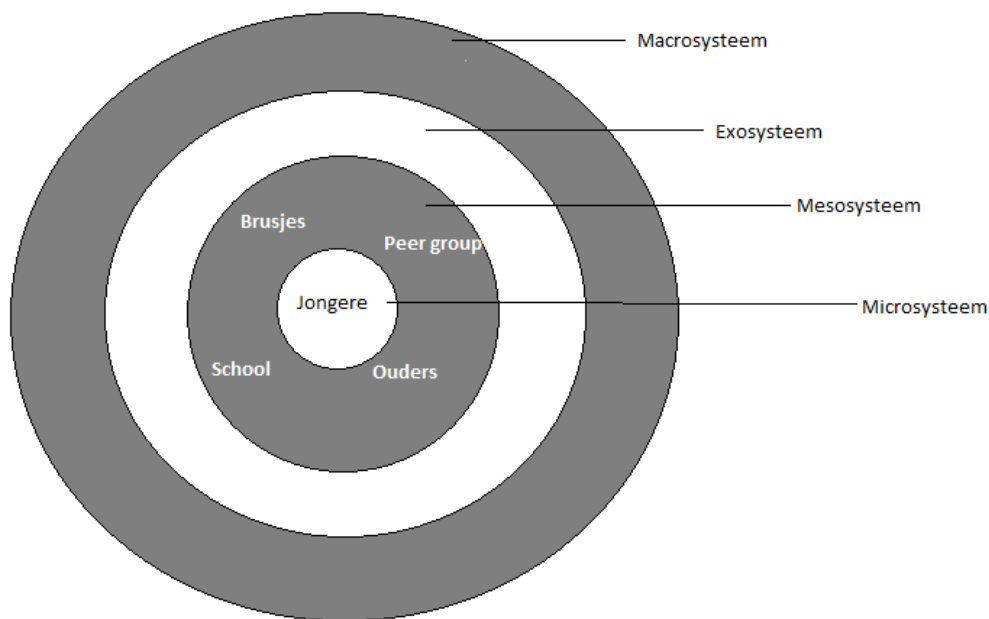 Macrosysteem
Exosysteem
Mesosysteem
Brusjes
Peer group
Jongere
Microsysteem
School
Ouders